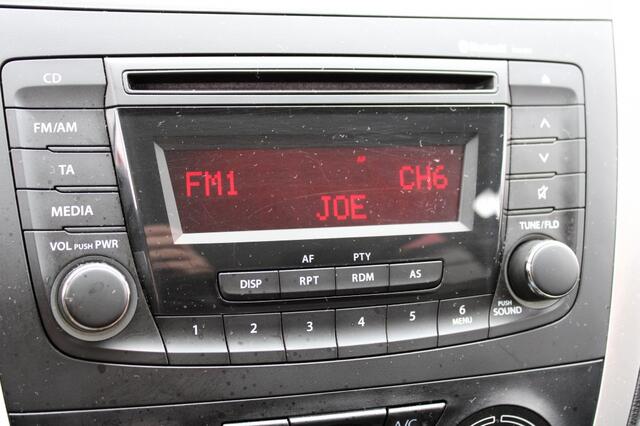 Bluetooth
CD
FM/AM
TA
MEDIA
VOL PUSH PWR
FM1 CH6
JOE
AF PTY
DISP RPT RDM AS
1 2 3 4 5 6
MENU
TUNE/FLD
PUSH
SOUND
A/C